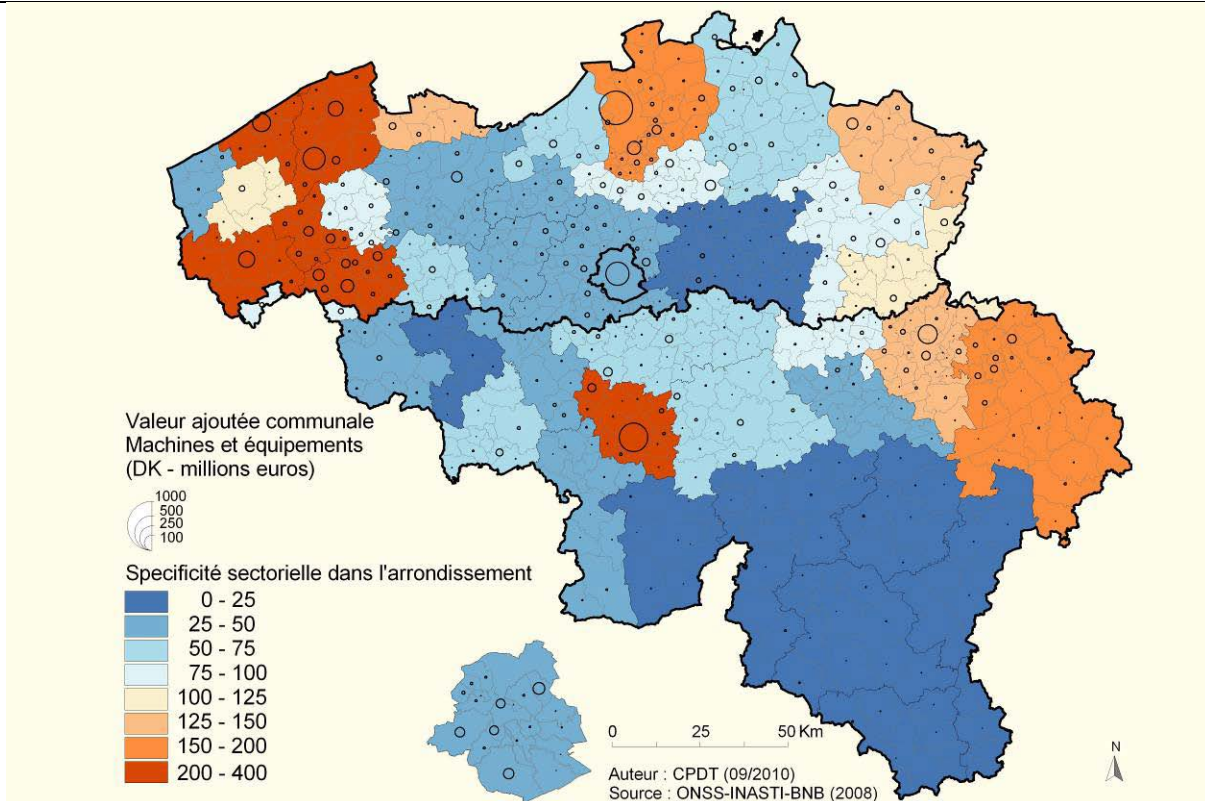 Valeur ajoutée communale
Machines et équipements
(DK - millions euros)
1000
500
250
100
Specificité sectorielle dans l'arrondissement
0 - 25
25 - 50
50 - 75
75 - 100
100 - 125
125 - 150
150 - 200
200 - 400
0 25 50 Km
Auteur : CPDT (09/2010)
Source : ONSS-INASTI-BNB (2008)
N